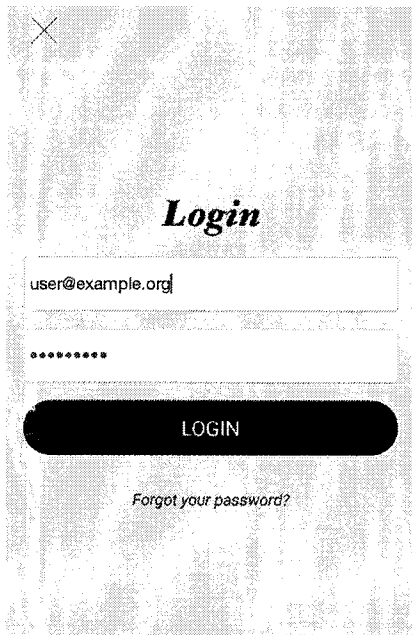 Login
user@example.org
•••••••••
LOGIN
Forgot your password?